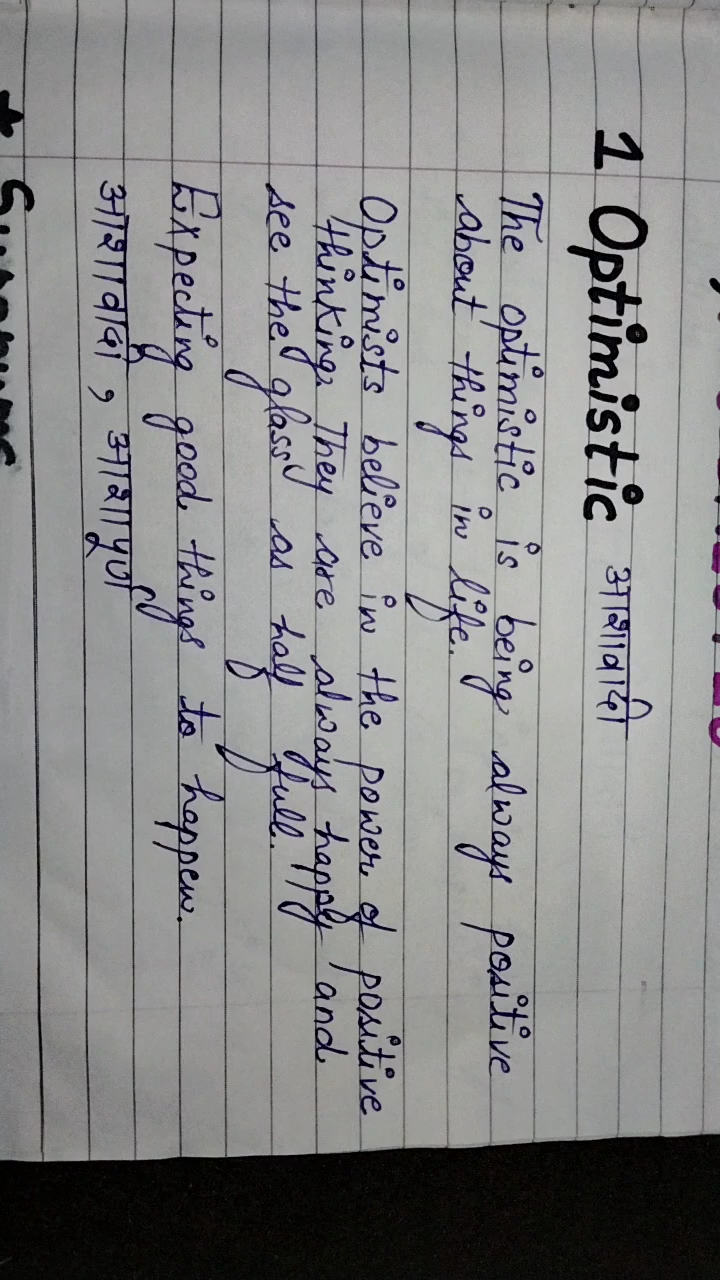 1 Optimistic आशावादी
The optimistic is being always positive
about things in life.
Optimists believe in the power of positive
thinking. They are always happy and
see the glass as half full.
Expecting good things to happen.
आशावादी, आशापूर्ण